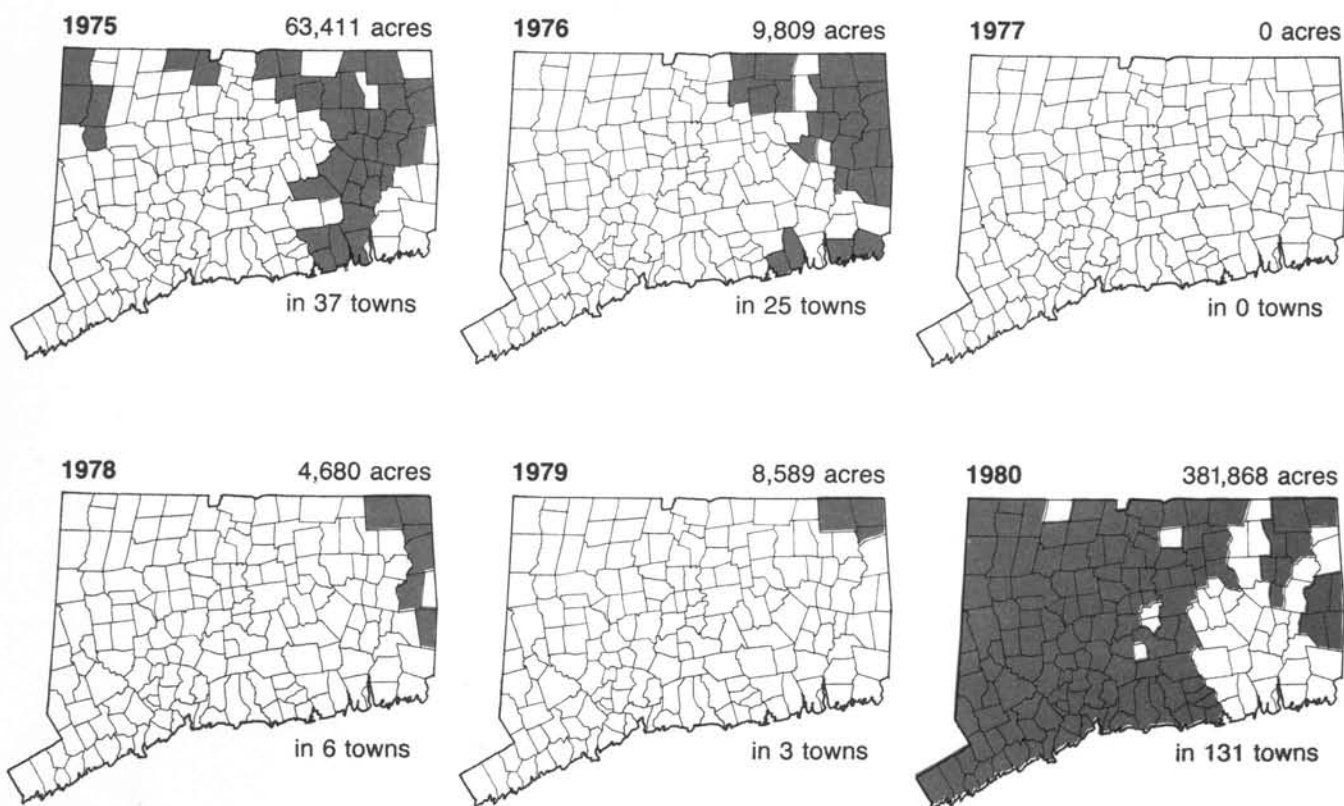 1975 63,411 acres
in 37 towns
1976 9,809 acres
in 25 towns
1977 0 acres
in 0 towns
1978 4,680 acres
in 6 towns
1979 8,589 acres
in 3 towns
1980 381,868 acres
in 131 towns